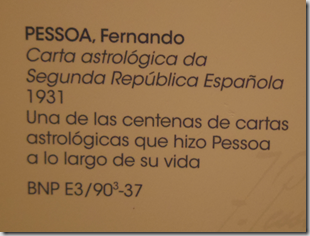 PESSOA, Fernando
Carta astrológica da
Segunda República Española
1931
Una de las centenas de cartas
astrológicas que hizo Pessoa
a lo largo de su vida
BNP E3/90³-37